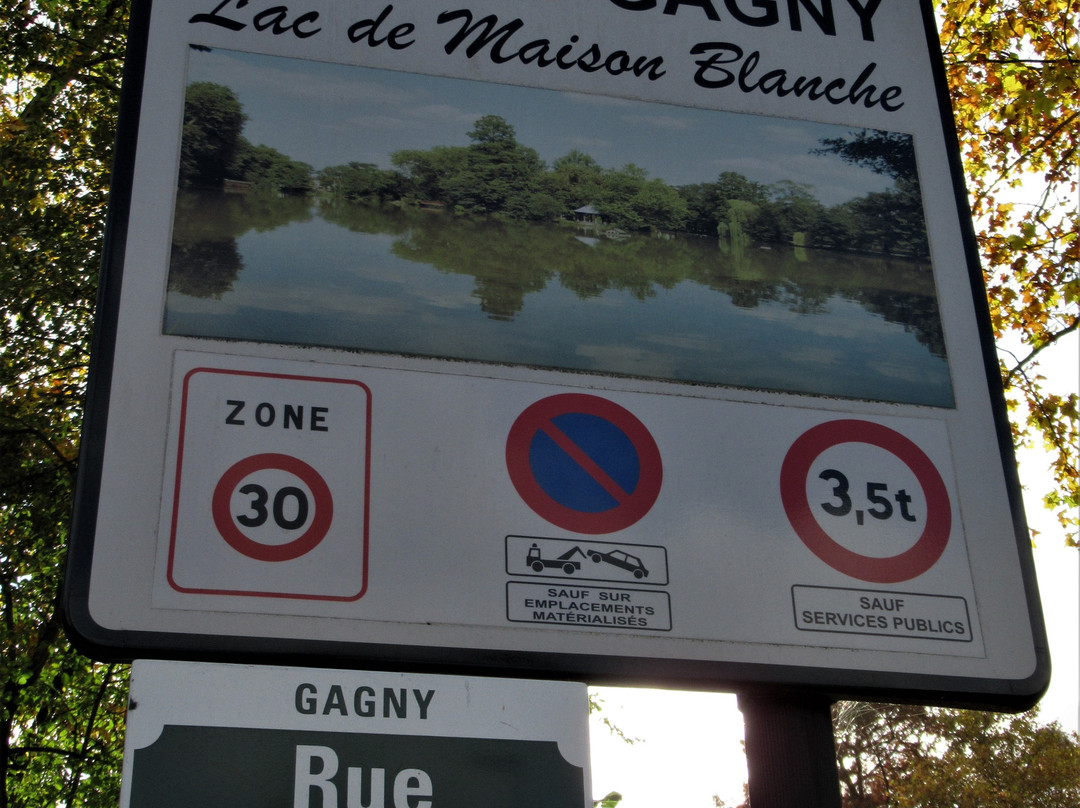 GAGNY
Lac de Maison Blanche
ZONE
30
SAUF SUR
EMPLACEMENTS
MATÉRIALISÉS
3,5t
SAUF
SERVICES PUBLICS
GAGNY
Rue